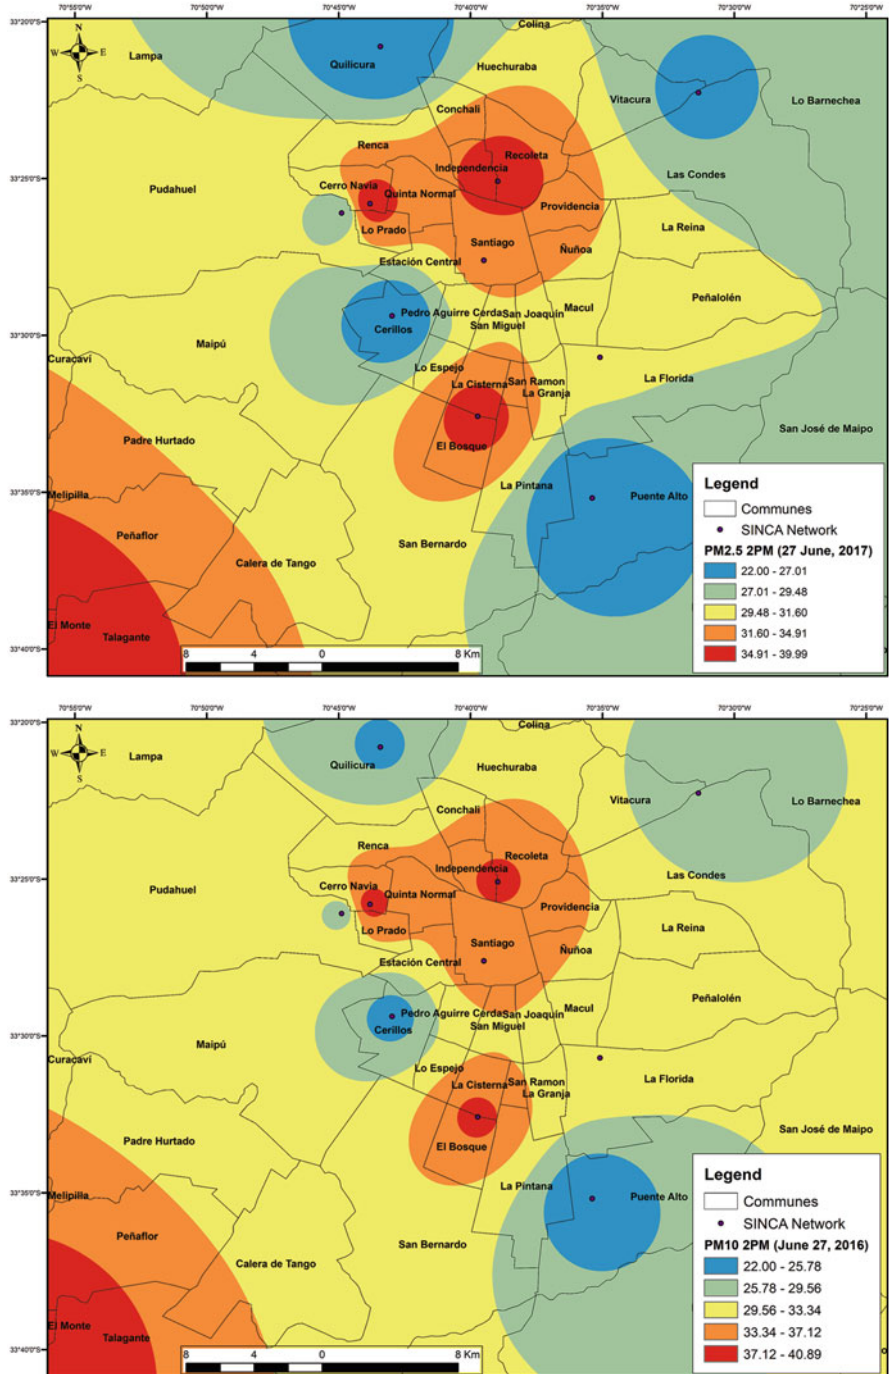 70°55'0"W 70°50'0"W 70°45'0"W 70°40'0"W 70°35'0"W 70°30'0"W 70°25'0"W
33°20'0"S
N
W E
S
Colina
Lampa
Quilicura
Huechuraba
Vitacura
Lo Barnechea
Conchali
Renca
Recoleta
Independencia
33°25'0"S
Las Condes
Pudahuel
Cerro Navia
Quinta Normal
Providencia
Lo Prado
La Reina
Santiago
Ñuñoa
Estación Central
Peñalolén
Macul
Pedro Aguirre Cerda
San Joaquín
33°30'0"S
Cerillos
San Miguel
Maipú
Curacaví
Lo Espejo
La Cisterna
San Ramon
La Florida
La Granja
San José de Maipo
Padre Hurtado
El Bosque
33°35'0"S
Melipilla
La Pintana
Puente Alto
Peñaflor
San Bernardo
Calera de Tango
El Monte
Talagante
33°40'0"S
8 4 0 8 Km
Legend
Communes
SINCA Network
PM2.5 2PM (27 June, 2017)
22.00 - 27.01
27.01 - 29.48
29.48 - 31.60
31.60 - 34.91
34.91 - 39.99
70°55'0"W 70°50'0"W 70°45'0"W 70°40'0"W 70°35'0"W 70°30'0"W 70°25'0"W
33°20'0"S
N
W E
S
Colina
Lampa
Quilicura
Huechuraba
Vitacura
Lo Barnechea
Conchali
Renca
Recoleta
Independencia
33°25'0"S
Las Condes
Pudahuel
Cerro Navia
Quinta Normal
Providencia
Lo Prado
La Reina
Santiago
Ñuñoa
Estación Central
Peñalolén
Macul
Pedro Aguirre Cerda
San Joaquín
33°30'0"S
Cerillos
San Miguel
Maipú
Curacaví
Lo Espejo
La Cisterna
San Ramon
La Florida
La Granja
San José de Maipo
Padre Hurtado
El Bosque
33°35'0"S
Melipilla
La Pintana
Puente Alto
Peñaflor
San Bernardo
Calera de Tango
El Monte
Talagante
33°40'0"S
8 4 0 8 Km
Legend
Communes
SINCA Network
PM10 2PM (June 27, 2016)
22.00 - 25.78
25.78 - 29.56
29.56 - 33.34
33.34 - 37.12
37.12 - 40.89